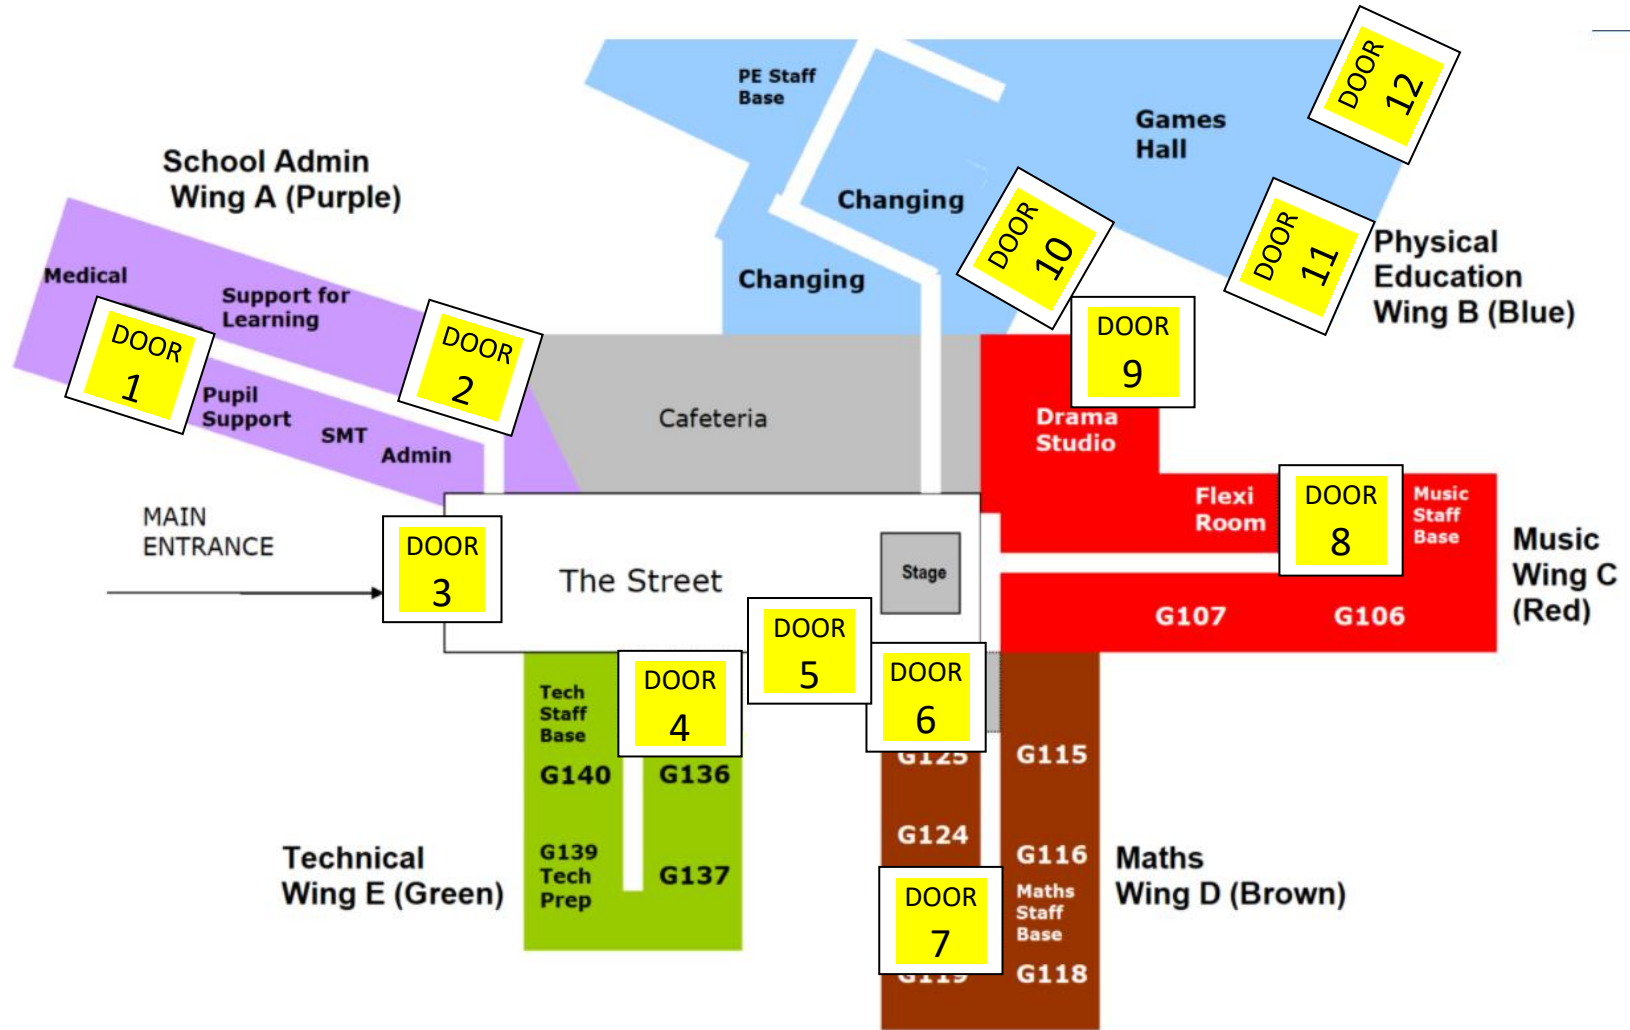 PE Staff
Base
Games
Hall
DOOR
12
School Admin
Wing A (Purple)
Changing
DOOR
10
DOOR
11
Physical
Education
Wing B (Blue)
Medical
Support for
Learning
Changing
DOOR
1
DOOR
2
DOOR
9
Pupil
Support
SMT
Admin
Cafeteria
Drama
Studio
MAIN
ENTRANCE
DOOR
3
The Street
Stage
Flexi
Room
DOOR
8
Music
Staff
Base
Music
Wing C
(Red)
G107
G106
DOOR
5
DOOR
4
DOOR
6
Tech
Staff
Base
G140
G136
G125
G115
G124
G116
Technical
Wing E (Green)
G139
Tech
Prep
G137
DOOR
7
Maths
Staff
Base
Maths
Wing D (Brown)
G119
G118